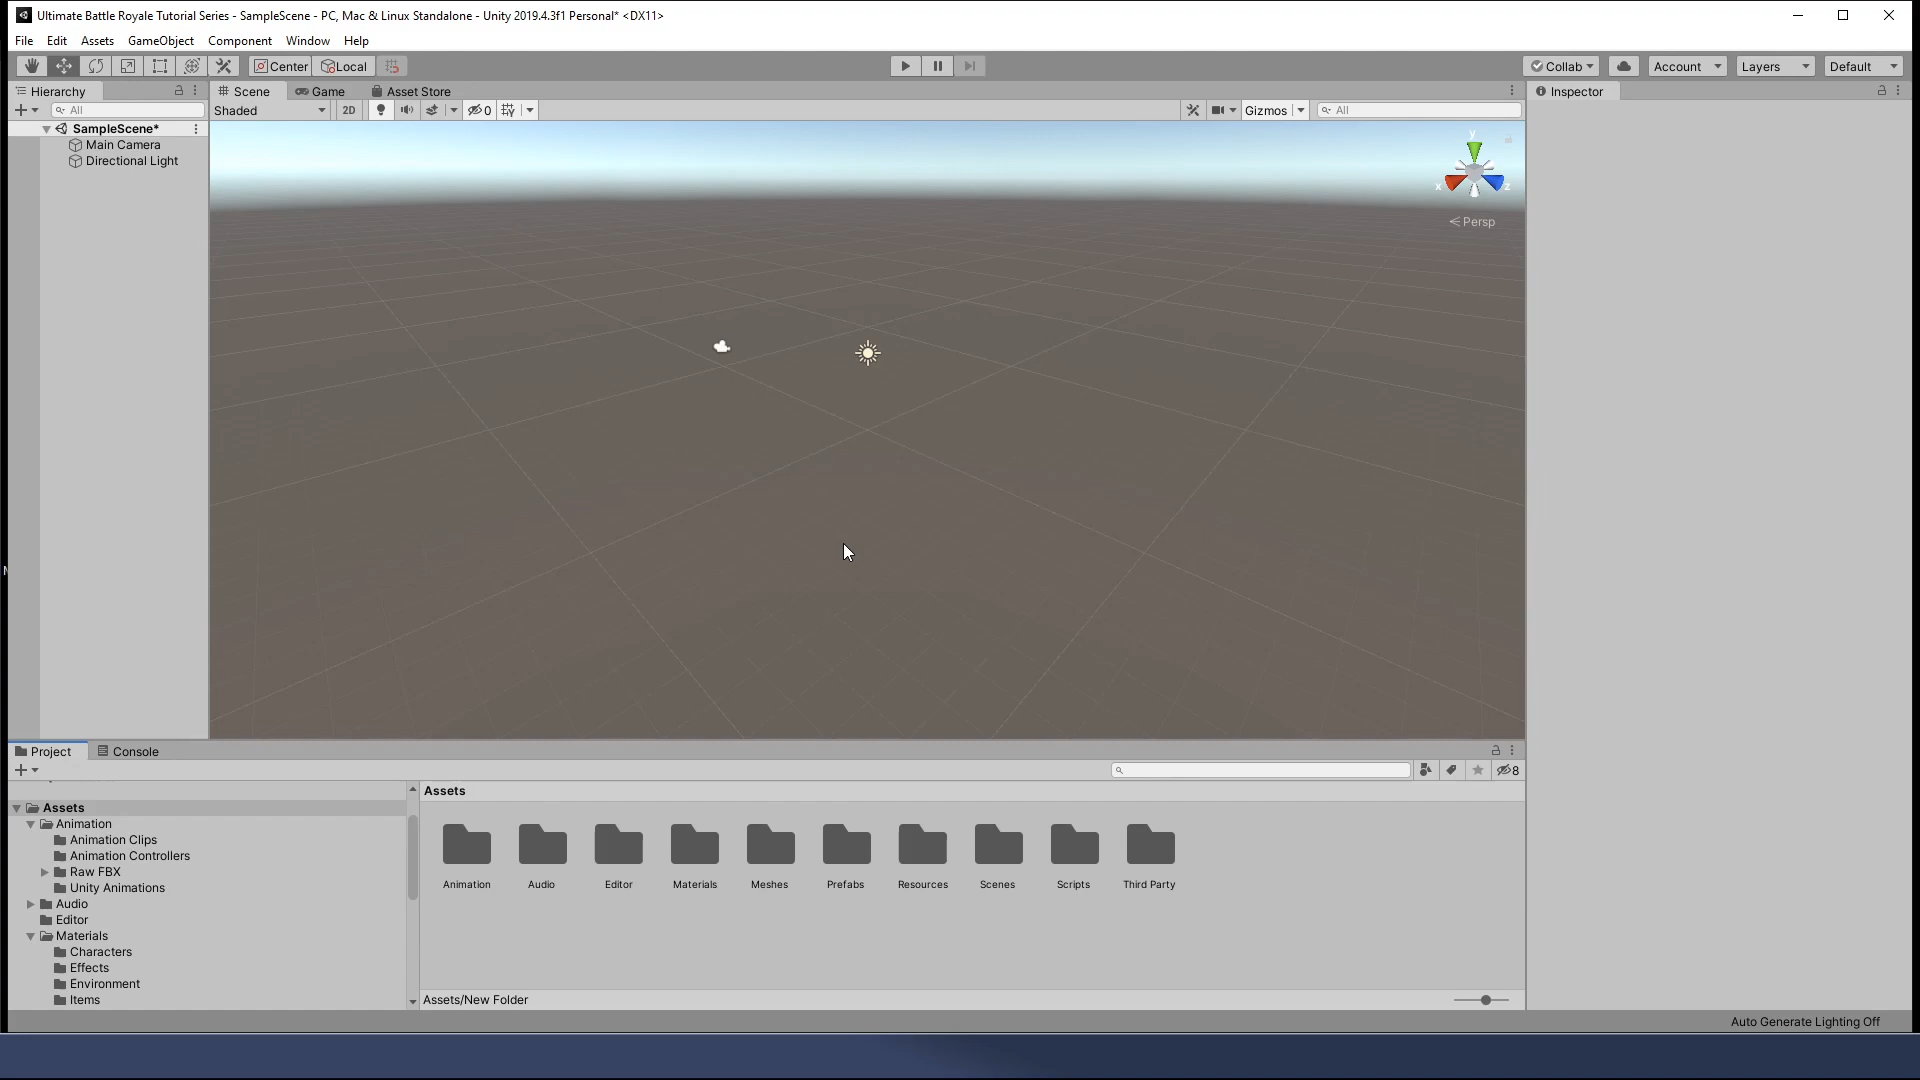 Ultimate Battle Royale Tutorial Series - SampleScene - PC, Mac & Linux Standalone - Unity 2019.4.3f1 Personal* <DX11>
File Edit Assets GameObject Component Window Help
Center Local Collab Account Layers Default
Hierarchy Scene Game Asset Store Inspector
All Shaded 2D 0 Gizmos All
SampleScene*
Main Camera
Directional Light
y
x z
Persp
Project Console
8
Assets
Assets
Animation
Animation Clips
Animation Controllers
Raw FBX
Unity Animations
Audio
Editor
Materials
Characters
Effects
Environment
Items
Animation Audio Editor Materials Meshes Prefabs Resources Scenes Scripts Third Party
Assets/New Folder
Auto Generate Lighting Off